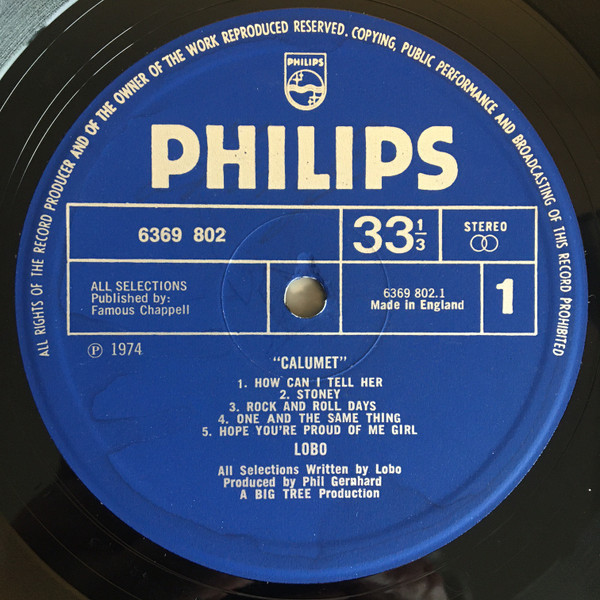 ALL RIGHTS OF THE RECORD PRODUCER AND OF THE OWNER OF THE WORK REPRODUCED RESERVED. COPYING, PUBLIC PERFORMANCE AND BROADCASTING OF THIS RECORD PROHIBITED
PHILIPS
PHILIPS
6369 802
33 1/3
STEREO
ALL SELECTIONS
Published by:
Famous Chappell
6369 802.1
Made in England
1
Ⓟ 1974
"CALUMET"
1. HOW CAN I TELL HER
2. STONEY
3. ROCK AND ROLL DAYS
4. ONE AND THE SAME THING
5. HOPE YOU'RE PROUD OF ME GIRL
LOBO
All Selections Written by Lobo
Produced by Phil Gernhard
A BIG TREE Production